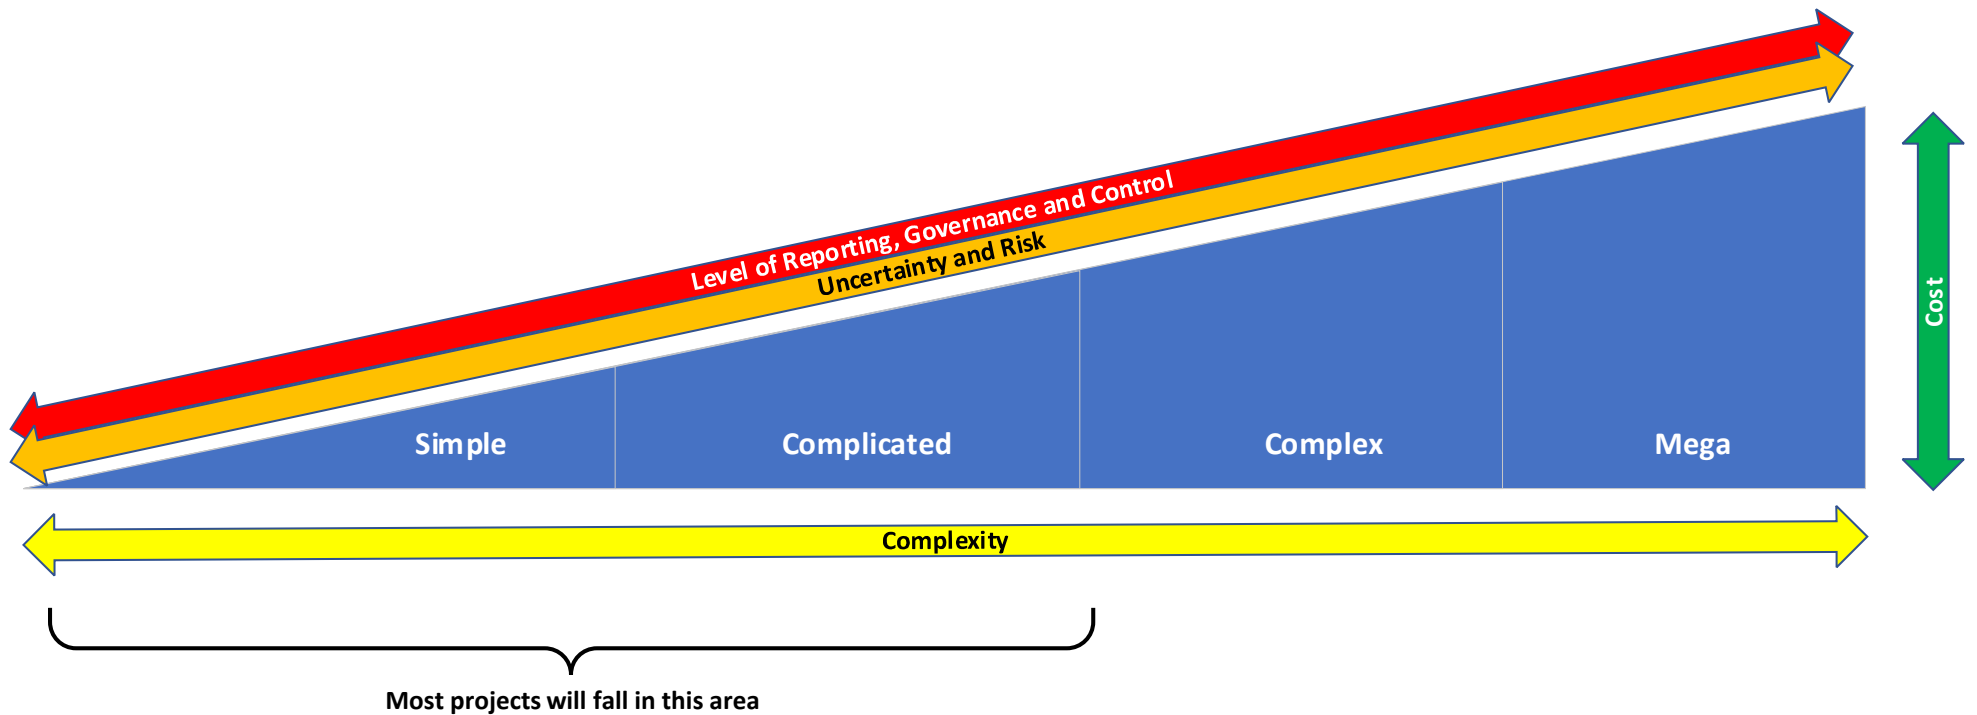 Level of Reporting, Governance and Control
Uncertainty and Risk
Cost
Simple
Complicated
Complex
Mega
Complexity
Most projects will fall in this area